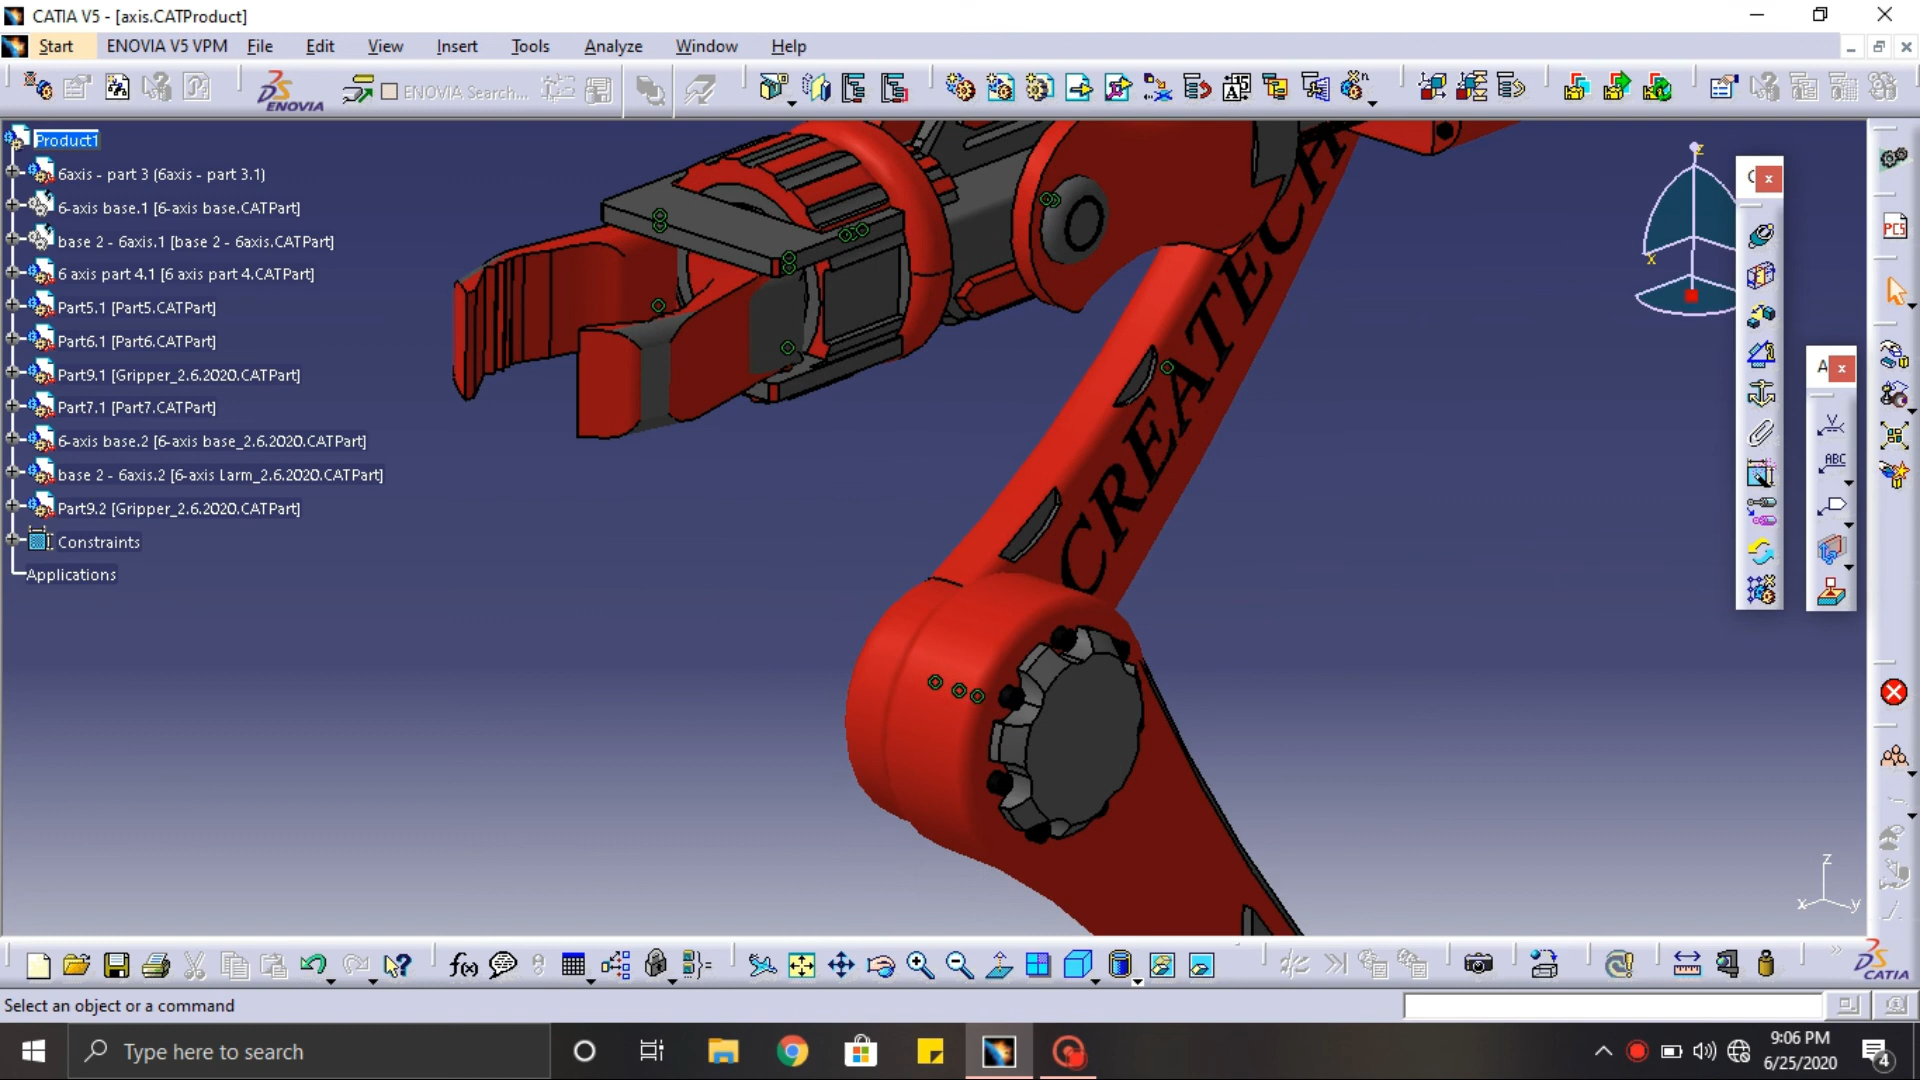 CATIA V5 - [axis.CATProduct]
Start ENOVIA V5 VPM File Edit View Insert Tools Analyze Window Help
DS ENOVIA ENOVIA Search...
Product1
6axis - part 3 (6axis - part 3.1)
6-axis base.1 [6-axis base.CATPart]
base 2 - 6axis.1 [base 2 - 6axis.CATPart]
6 axis part 4.1 [6 axis part 4.CATPart]
Part5.1 [Part5.CATPart]
Part6.1 [Part6.CATPart]
Part9.1 [Gripper_2.6.2020.CATPart]
Part7.1 [Part7.CATPart]
6-axis base.2 [6-axis base_2.6.2020.CATPart]
base 2 - 6axis.2 [6-axis Larm_2.6.2020.CATPart]
Part9.2 [Gripper_2.6.2020.CATPart]
Constraints
Applications
CREATECH
z
x
C x
A x
ABC
PCS
z
x y
f(x)
DS CATIA
Select an object or a command
Type here to search
9:06 PM
6/25/2020
4